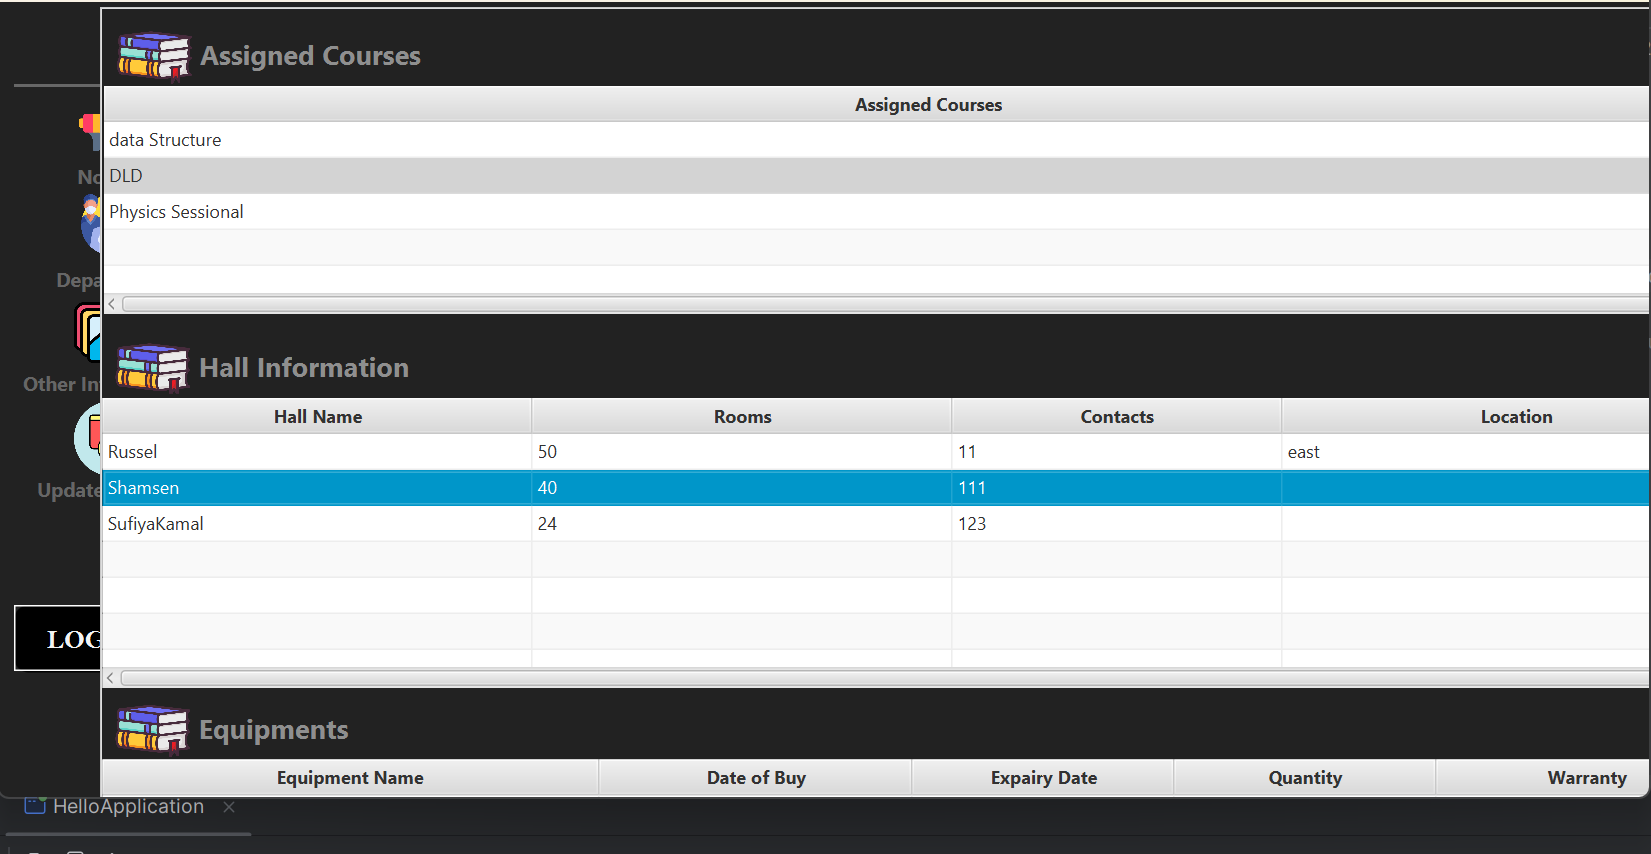 Assigned Courses
Assigned Courses
data Structure
DLD
Physics Sessional
Hall Information
Hall Name Rooms Contacts Location
Russel 50 11 east
Shamsen 40 111
SufiyaKamal 24 123
Equipments
Equipment Name Date of Buy Expairy Date Quantity Warranty
No
Depa
Other In
Update
LOG
HelloApplication